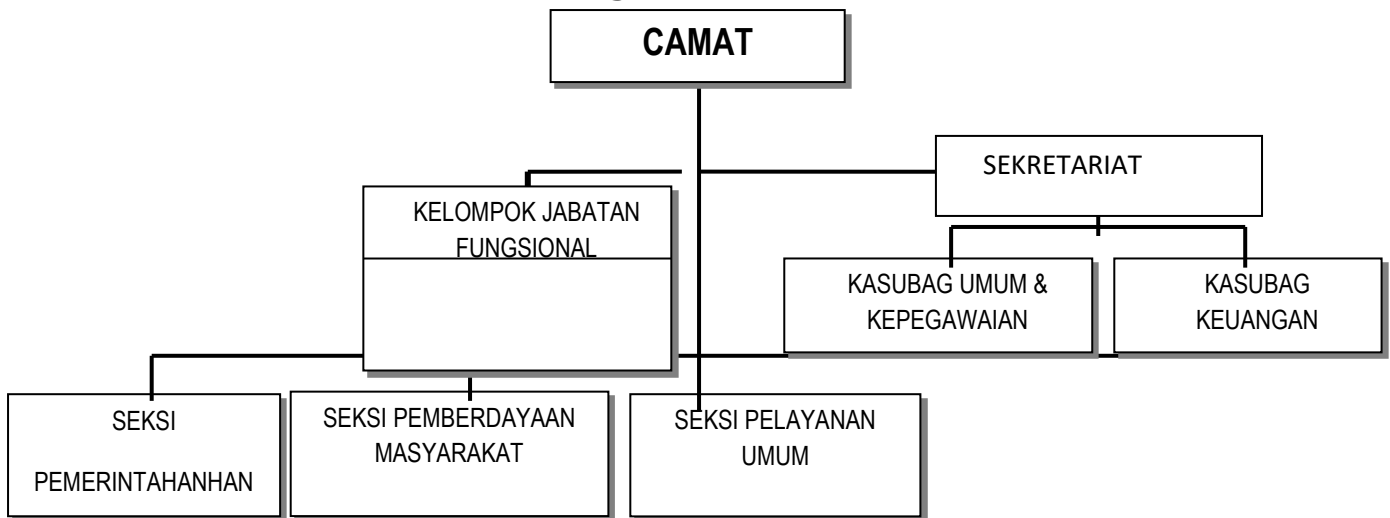 CAMAT
SEKRETARIAT
KELOMPOK JABATAN
FUNGSIONAL
KASUBAG UMUM &
KEPEGAWAIAN
KASUBAG
KEUANGAN
SEKSI
PEMERINTAHANHAN
SEKSI PEMBERDAYAAN
MASYARAKAT
SEKSI PELAYANAN
UMUM